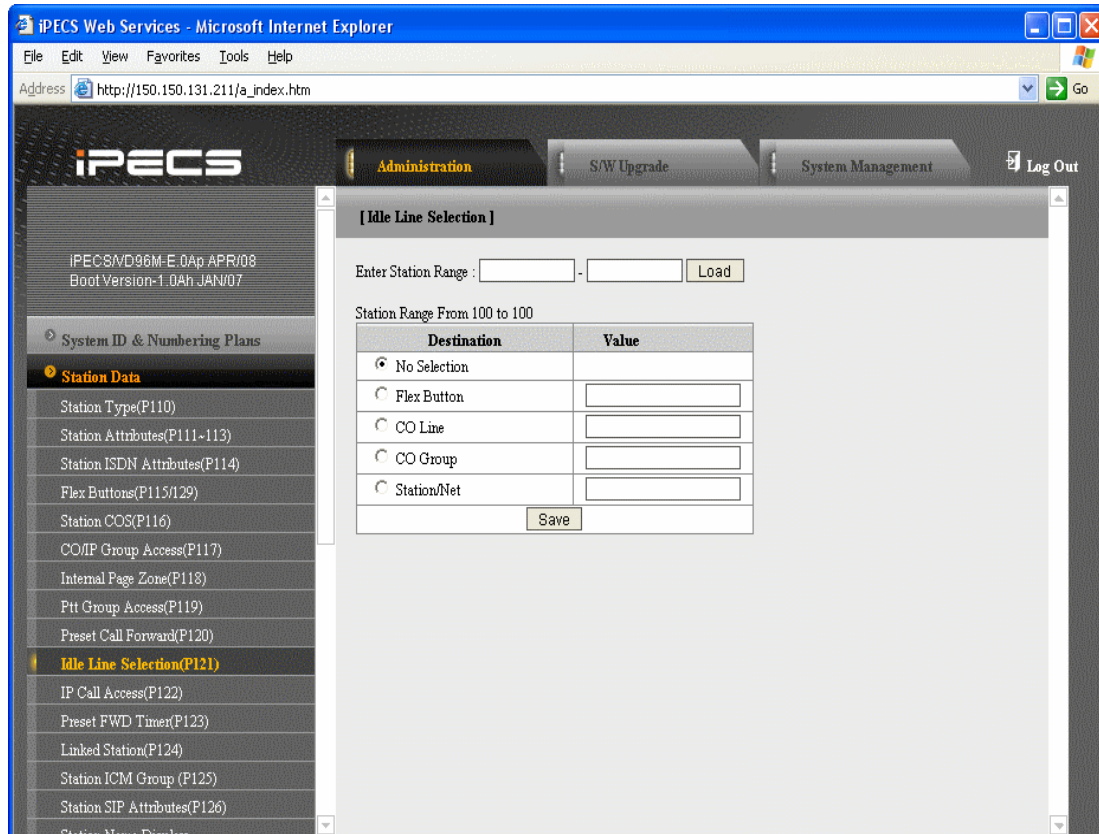 iPECS Web Services - Microsoft Internet Explorer
File Edit View Favorites Tools Help
Address http://150.150.131.211/a_index.htm Go
iPECS
Administration S/W Upgrade System Management Log Out
iPECS/VD96M-E.0Ap APR/08
Boot Version-1.0Ah JAN/07
System ID & Numbering Plans
Station Data
Station Type(P110)
Station Attributes(P111~113)
Station ISDN Attributes(P114)
Flex Buttons(P115/129)
Station COS(P116)
CO/IP Group Access(P117)
Internal Page Zone(P118)
Ptt Group Access(P119)
Preset Call Forward(P120)
Idle Line Selection(P121)
IP Call Access(P122)
Preset FWD Timer(P123)
Linked Station(P124)
Station ICM Group (P125)
Station SIP Attributes(P126)
Station Name Display
[ Idle Line Selection ]
Enter Station Range : - Load
Station Range From 100 to 100
Destination Value
No Selection
Flex Button
CO Line
CO Group
Station/Net
Save